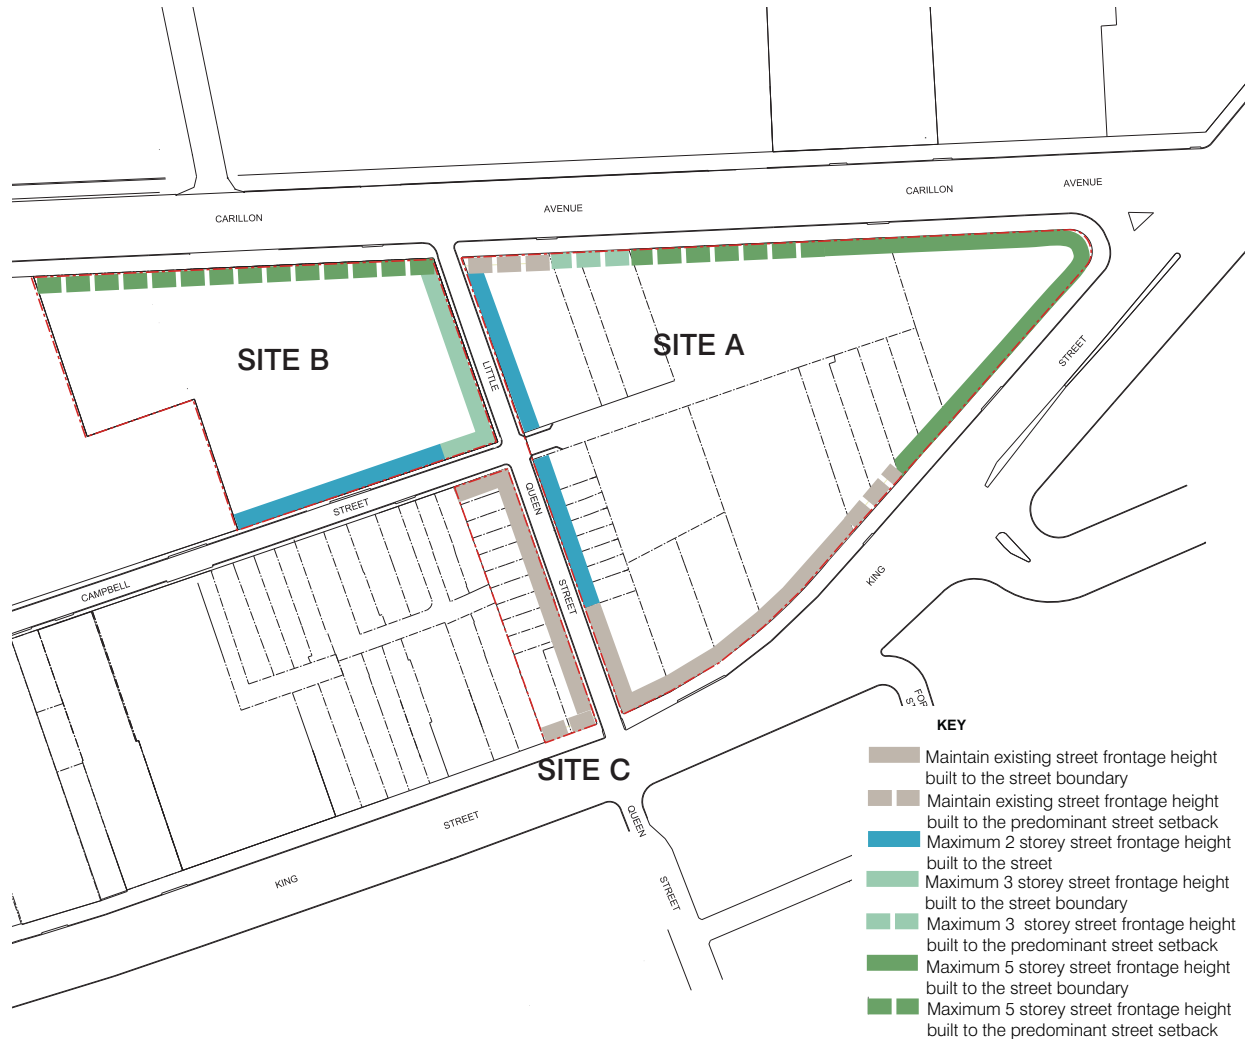 CARILLON
AVENUE
CARILLON
AVENUE
SITE B
SITE A
LITTLE
STREET
QUEEN
STREET
CAMPBELL
STREET
KING
SITE C
STREET
KING
QUEEN
STREET
KEY
Maintain existing street frontage height
built to the street boundary
Maintain existing street frontage height
built to the predominant street setback
Maximum 2 storey street frontage height
built to the street
Maximum 3 storey street frontage height
built to the street boundary
Maximum 3 storey street frontage height
built to the predominant street setback
Maximum 5 storey street frontage height
built to the street boundary
Maximum 5 storey street frontage height
built to the predominant street setback